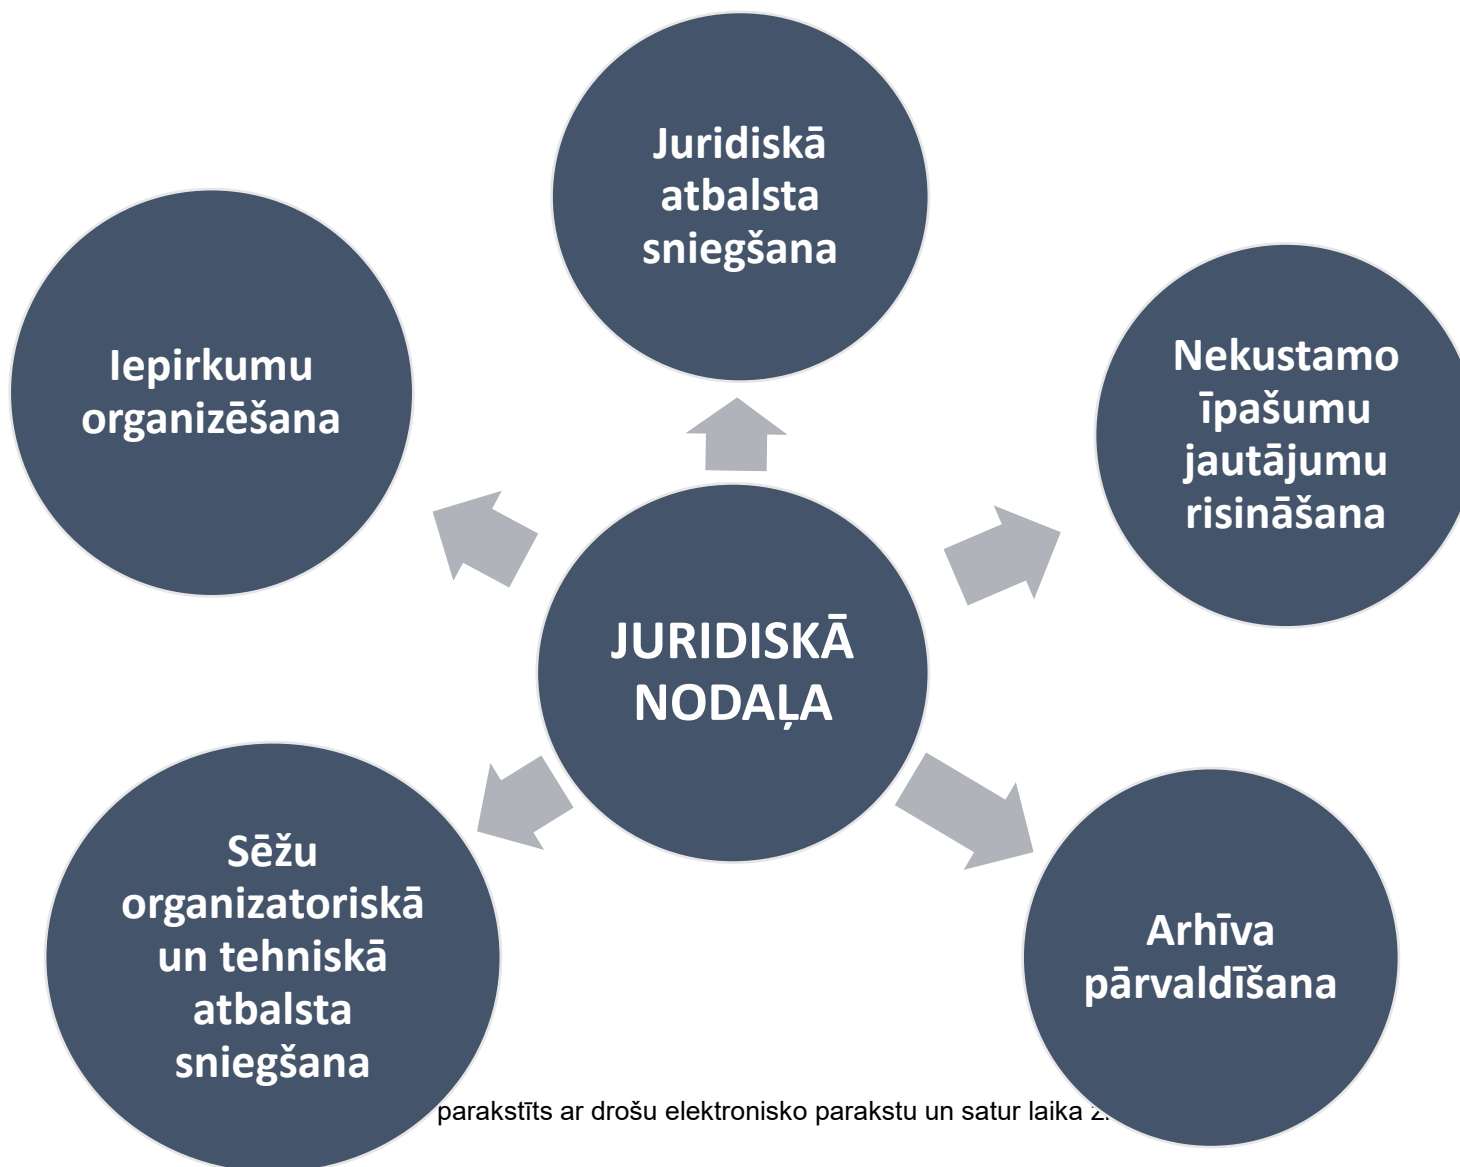 Juridiskā
atbalsta
sniegšana
Iepirkumu
organizēšana
Nekustamo
īpašumu
jautājumu
risināšana
JURIDISKĀ
NODAĻA
Sēžu
organizatoriskā
un tehniskā
atbalsta
sniegšana
Arhīva
pārvaldīšana
parakstīts ar drošu elektronisko parakstu un satur laika